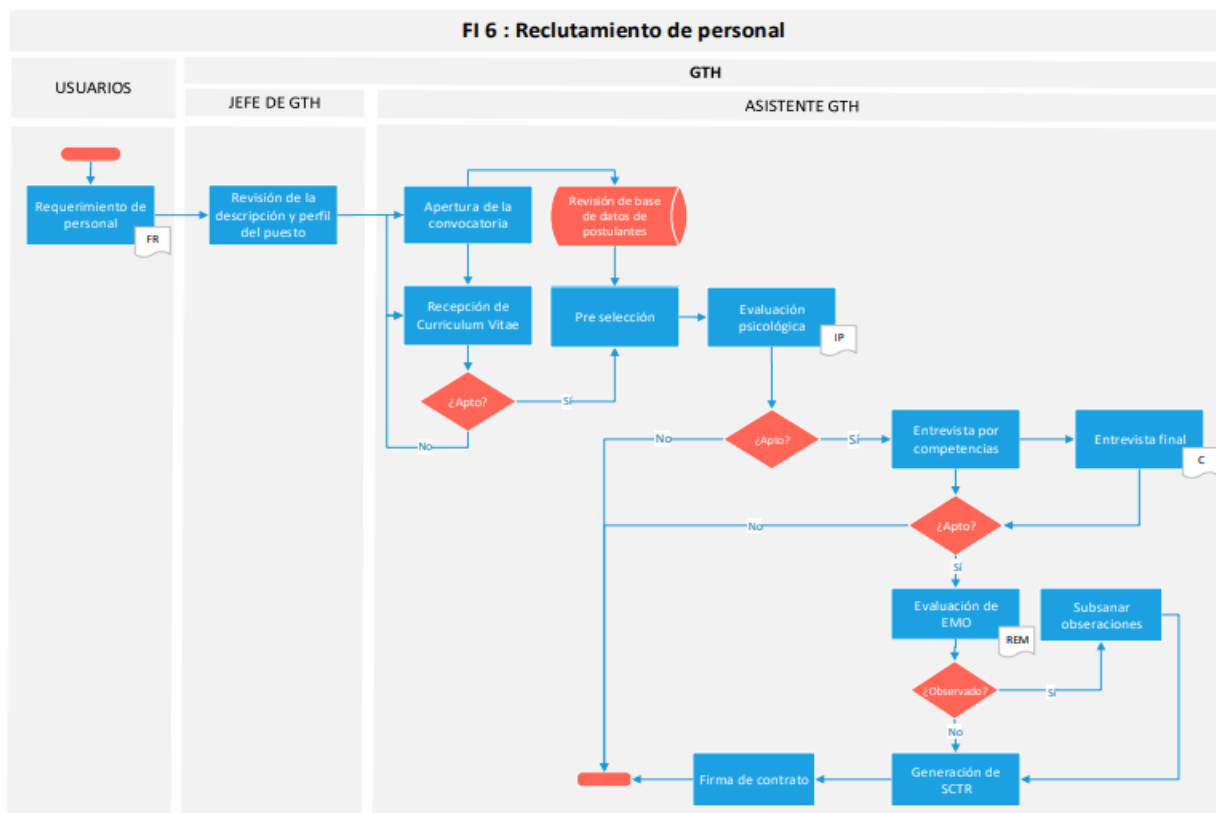 FI 6 : Reclutamiento de personal
USUARIOS
GTH
JEFE DE GTH
ASISTENTE GTH
Requerimiento de
personal
FR
Revisión de la
descripción y perfil
del puesto
Apertura de la
convocatoria
Revisión de base
de datos de
postulantes
Recepción de
Curriculum Vitae
Pre selección
Evaluación
psicológica
IP
¿Apto?
Sí
No
¿Apto?
No
Sí
Entrevista por
competencias
Entrevista final
C
¿Apto?
No
Sí
Evaluación de
EMO
REM
Subsanar
obseraciones
¿Observado?
Sí
No
Firma de contrato
Generación de
SCTR